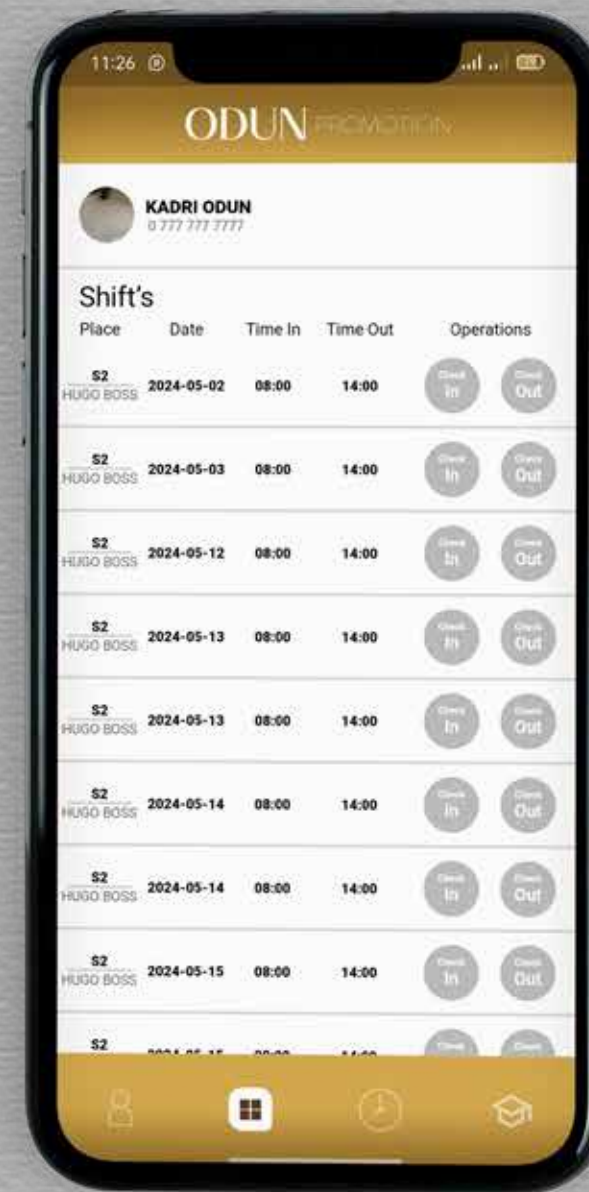 11:26
ODUN PROMOTION
KADRI ODUN
0 777 777 7777
Shift's
Place Date Time In Time Out Operations
S2
HUGO BOSS 2024-05-02 08:00 14:00 Check In Check Out
S2
HUGO BOSS 2024-05-03 08:00 14:00 Check In Check Out
S2
HUGO BOSS 2024-05-12 08:00 14:00 Check In Check Out
S2
HUGO BOSS 2024-05-13 08:00 14:00 Check In Check Out
S2
HUGO BOSS 2024-05-13 08:00 14:00 Check In Check Out
S2
HUGO BOSS 2024-05-14 08:00 14:00 Check In Check Out
S2
HUGO BOSS 2024-05-14 08:00 14:00 Check In Check Out
S2
HUGO BOSS 2024-05-15 08:00 14:00 Check In Check Out
S2